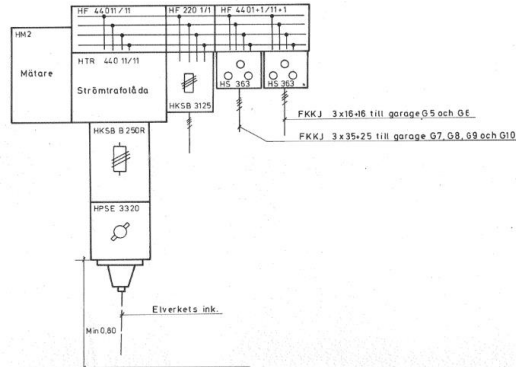 HF 44011/11
HF 220 1/1
HF 4401+1/11+1
HM2
HTR 440 11/11
Mätare
Strömtrafolåda
HKSB 3125
HS 363
HS 363
FKKJ 3x16+16 till garage G5 och G6
HKSB B 250R
FKKJ 3x35+25 till garage G7, G8, G9 och G10
HPSE 3320
Elverkets ink.
Min 0,80